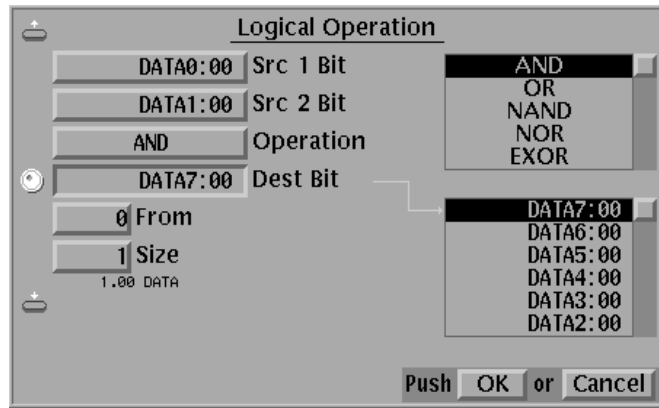 Logical Operation
DATA0:00 Src 1 Bit
DATA1:00 Src 2 Bit
AND Operation
DATA7:00 Dest Bit
0 From
1 Size
1.00 DATA
AND
OR
NAND
NOR
EXOR
DATA7:00
DATA6:00
DATA5:00
DATA4:00
DATA3:00
DATA2:00
Push OK or Cancel